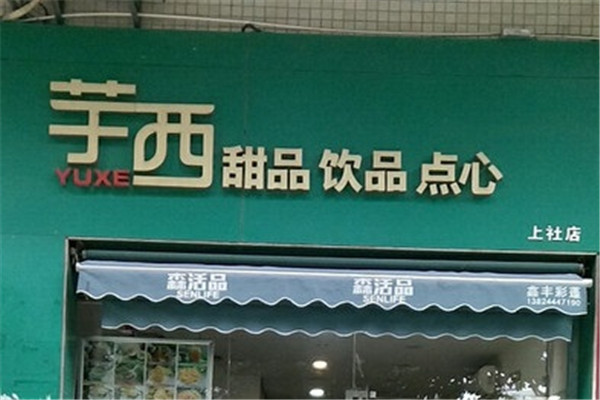 芋西 甜品 饮品 点心
YUXE
上社店
森活品 森活品 鑫丰彩蓬
SENLIFE SENLIFE 13824447190